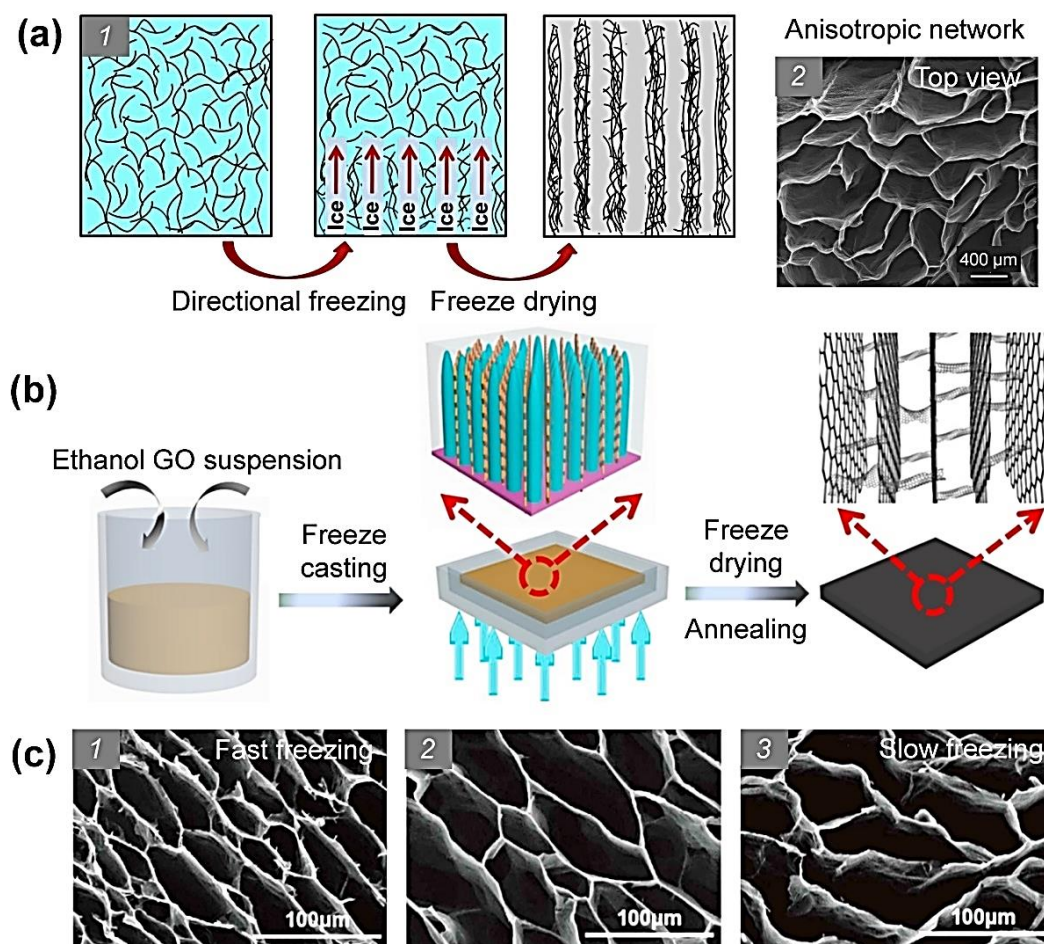 (a)
1
Ice
Ice
Ice
Ice
Ice
Directional freezing
Freeze drying
Anisotropic network
2
Top view
400 μm
(b)
Ethanol GO suspension
Freeze
casting
Freeze
drying
Annealing
(c)
1
Fast freezing
100μm
2
100μm
3
Slow freezing
100μm